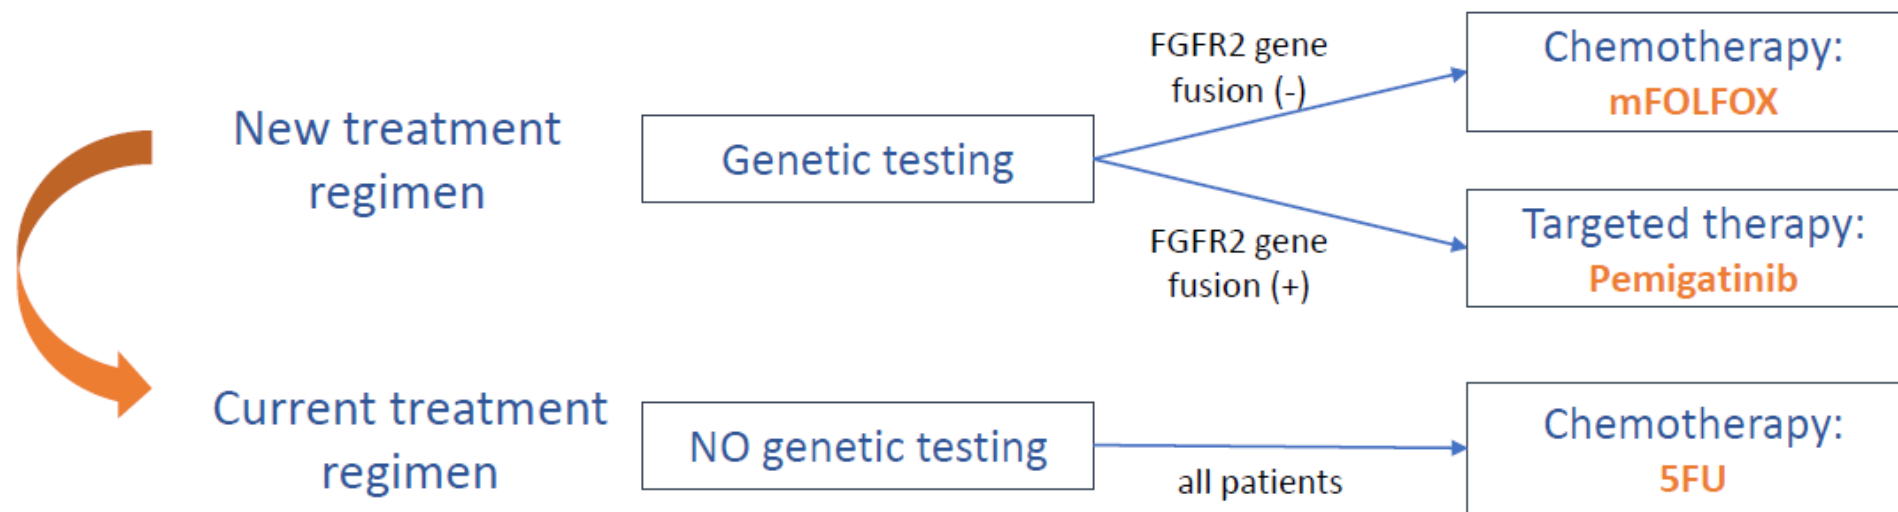 New treatment
regimen
Genetic testing
FGFR2 gene
fusion (-)
Chemotherapy:
mFOLFOX
FGFR2 gene
fusion (+)
Targeted therapy:
Pemigatinib
Current treatment
regimen
NO genetic testing
all patients
Chemotherapy:
5FU